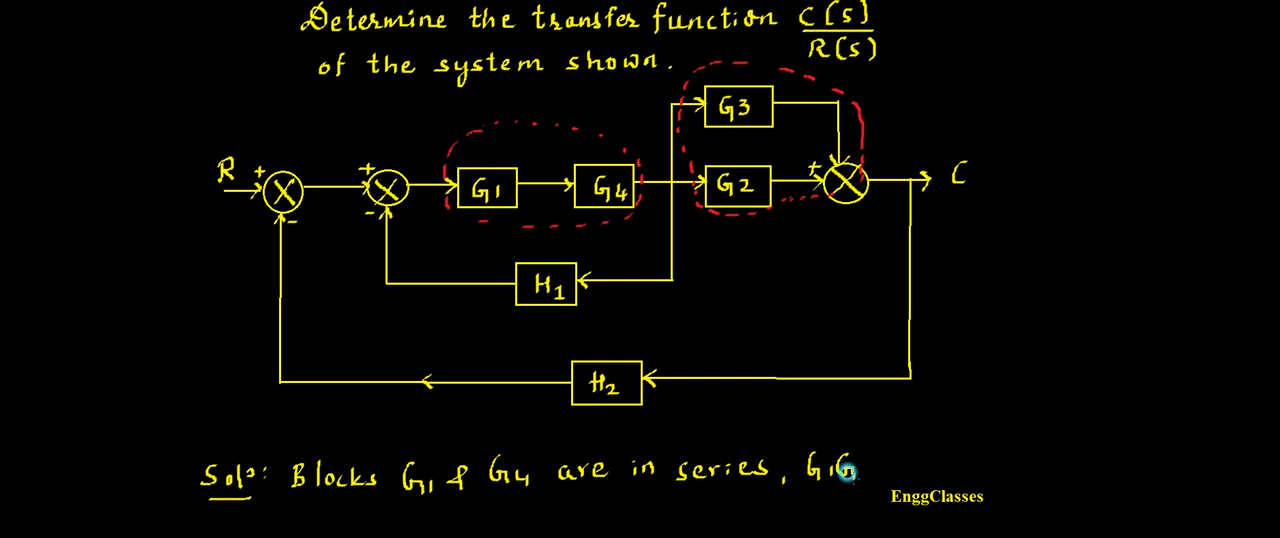 Determine the transfer function C(s)/R(s)
of the system shown.
G3
R + + G1 G4 G2 + C
- -
H1
H2
Soln: Blocks G1 & G4 are in series, G1G
EnggClasses